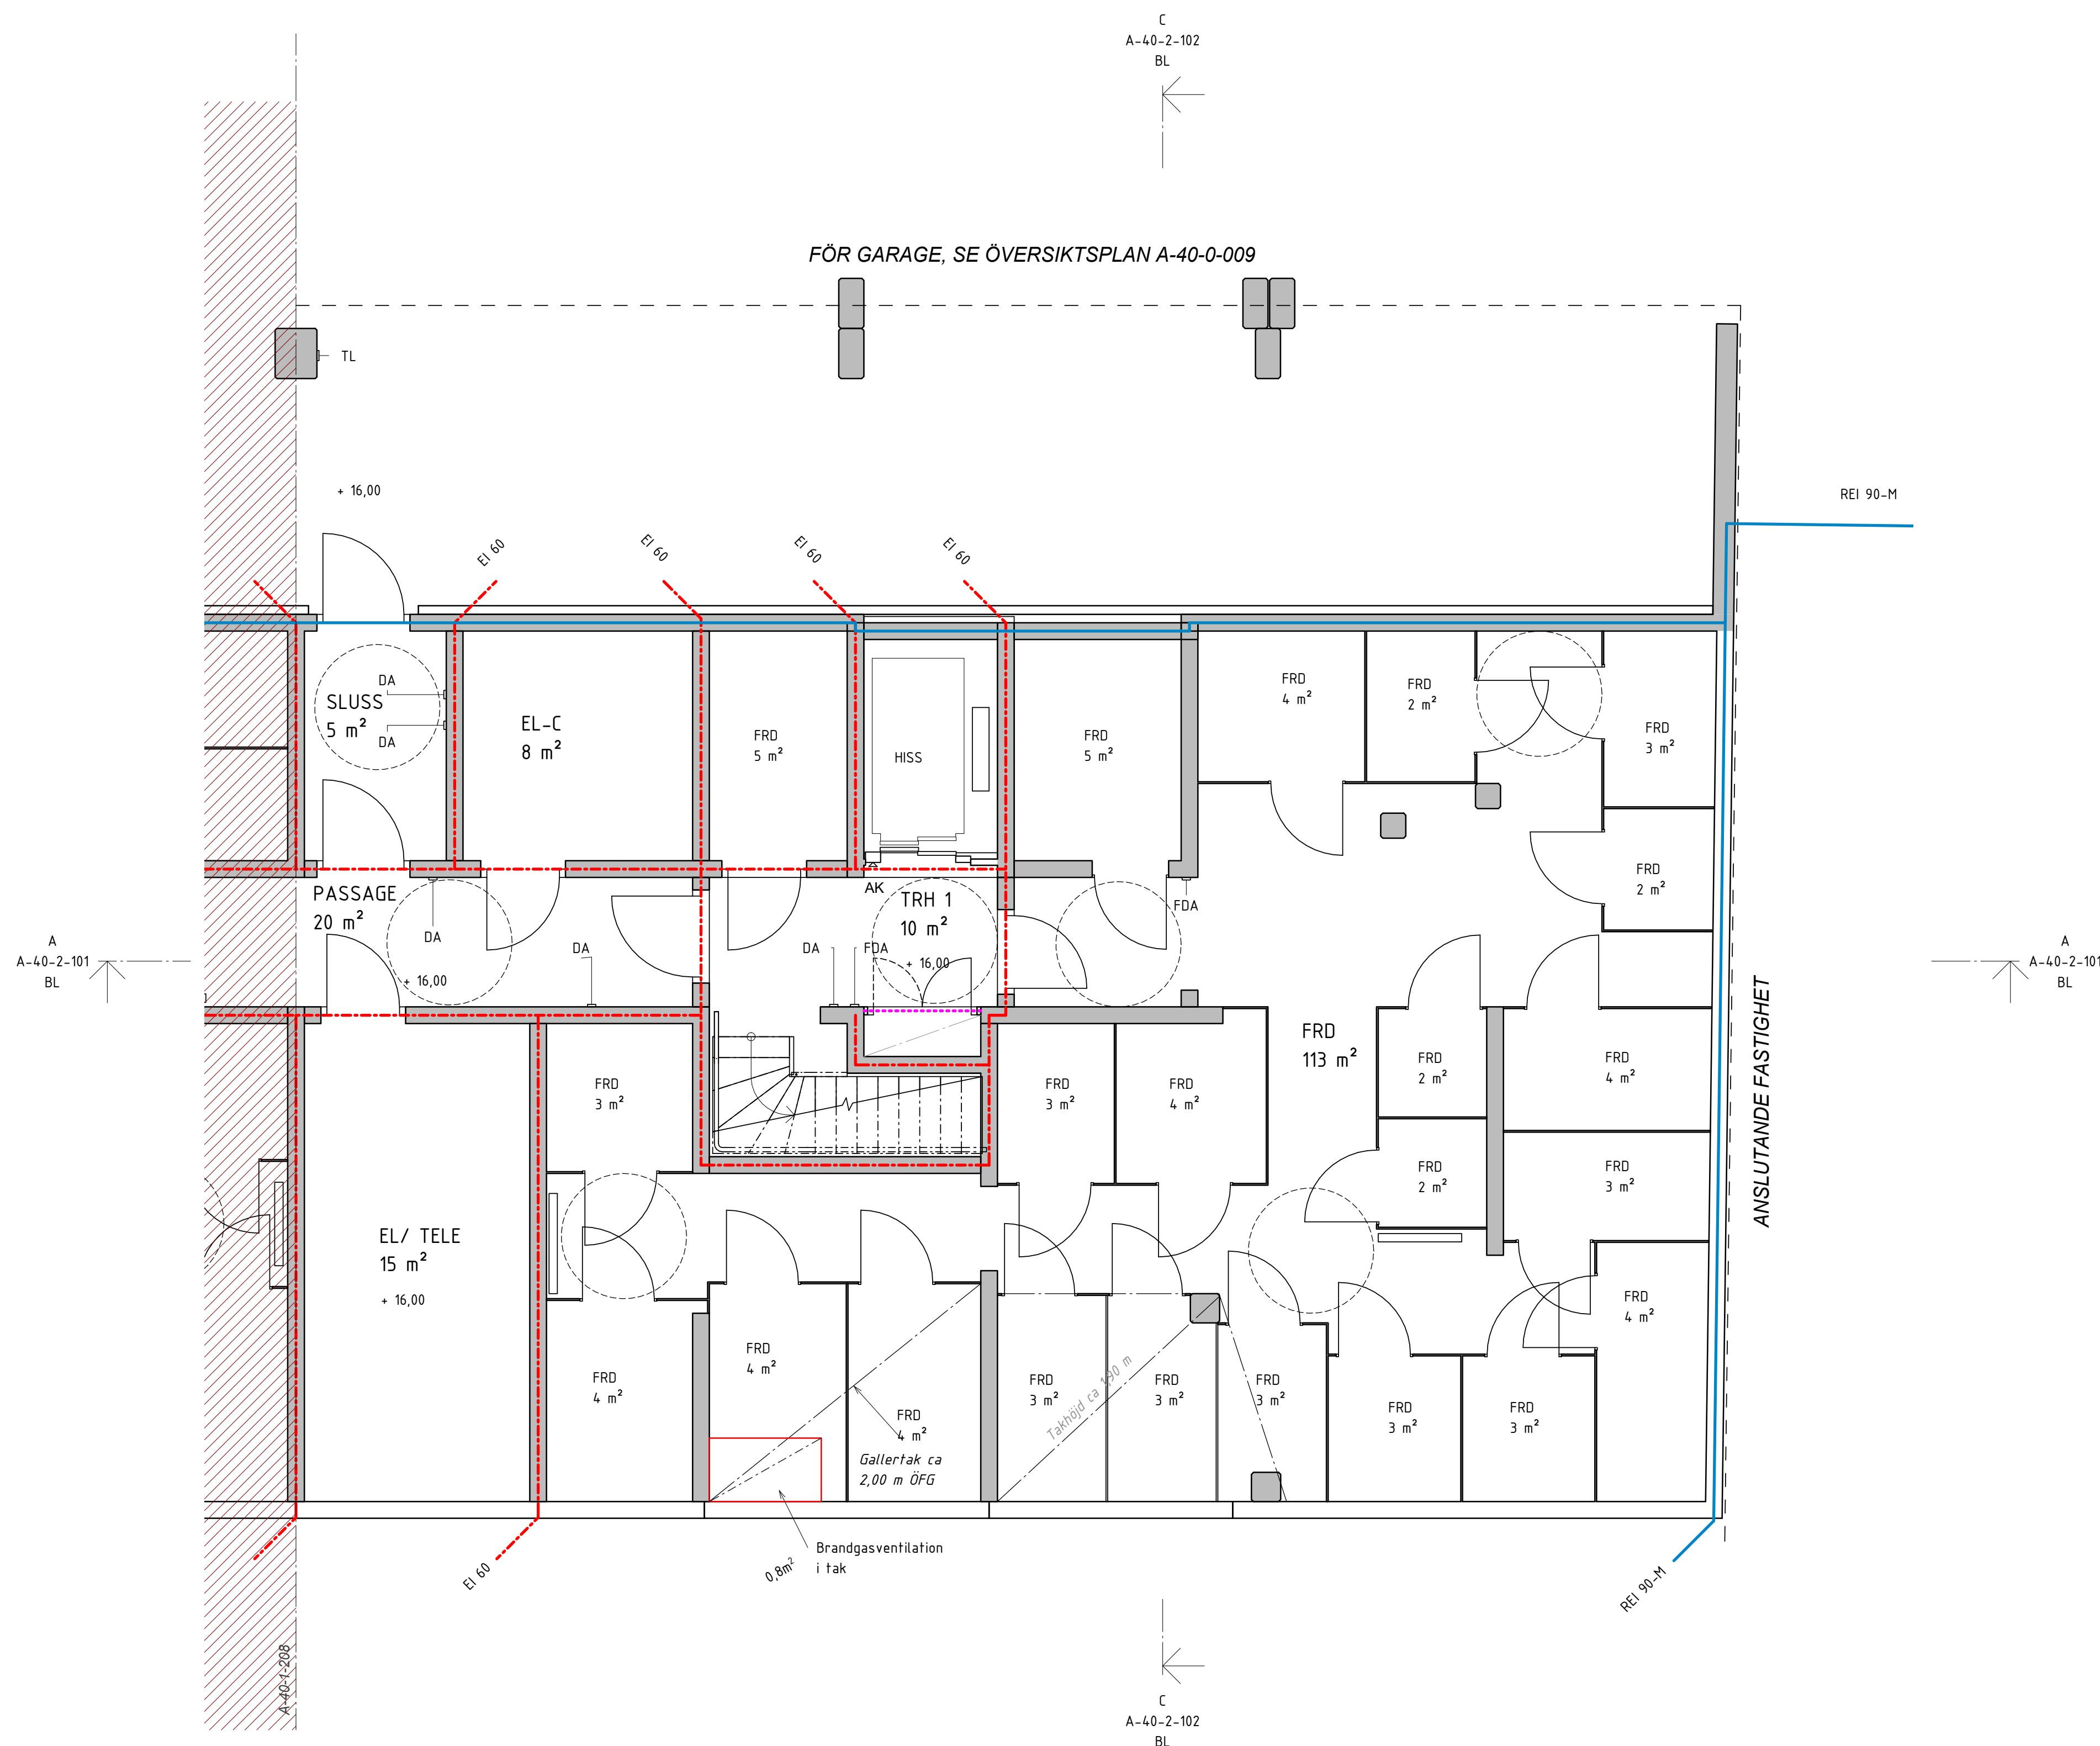 C
A-40-2-102
BL
FÖR GARAGE, SE ÖVERSIKTSPLAN A-40-0-009
TL
+ 16,00
REI 90-M
EI 60
EI 60
EI 60
EI 60
DA
SLUSS
5 m²
DA
EL-C
8 m²
FRD
5 m²
HISS
FRD
5 m²
FRD
4 m²
FRD
2 m²
FRD
3 m²
FRD
2 m²
PASSAGE
20 m²
DA
+ 16,00
DA
AK
TRH 1
10 m²
DA
FDA
+ 16,00
FDA
A
A-40-2-101
BL
A
A-40-2-101
BL
ANSLUTANDE FASTIGHET
FRD
113 m²
FRD
3 m²
FRD
3 m²
FRD
4 m²
FRD
2 m²
FRD
4 m²
FRD
2 m²
FRD
3 m²
EL/ TELE
15 m²
+ 16,00
FRD
4 m²
FRD
4 m²
FRD
4 m²
FRD
4 m²
Gallertak ca
2,00 m ÖFG
FRD
3 m²
Takhöjd ca 1,90 m
FRD
3 m²
FRD
3 m²
FRD
3 m²
FRD
3 m²
EI 60
0,8m²
Brandgasventilation
i tak
REI 90-M
A-40-1-208
C
A-40-2-102
BL